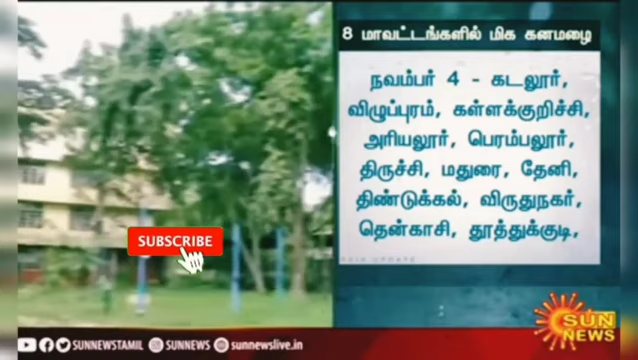 8 மாவட்டங்களில் மிக கனமழை
நவம்பர் 4 - கடலூர்,
விழுப்புரம், கள்ளக்குறிச்சி,
அரியலூர், பெரம்பலூர்,
திருச்சி, மதுரை, தேனி,
திண்டுக்கல், விருதுநகர்,
தென்காசி, தூத்துக்குடி,
SUBSCRIBE
SUNNEWSTAMIL SUNNEWS sunnewslive.in
SUN
NEWS